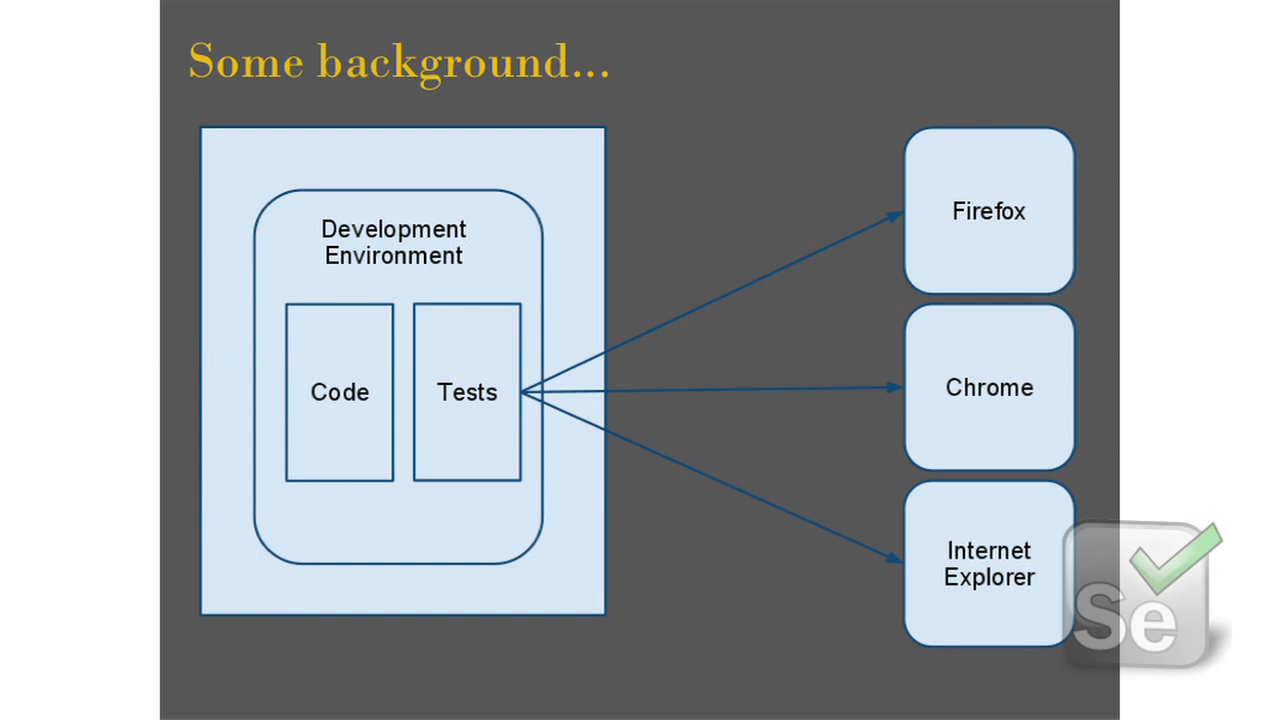 Some background...
Development
Environment
Code
Tests
Firefox
Chrome
Internet
Explorer
Se